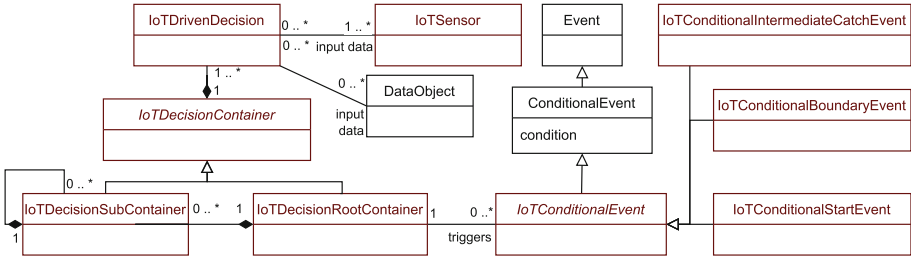 IoTDrivenDecision
0..*
1..*
IoTSensor
0..*
input data
Event
IoTConditionalIntermediateCatchEvent
1..*
1
0..*
DataObject
input
data
ConditionalEvent
condition
IoTConditionalBoundaryEvent
IoTDecisionContainer
0..*
IoTDecisionSubContainer
1
0..*
1
IoTDecisionRootContainer
1
0..*
triggers
IoTConditionalEvent
IoTConditionalStartEvent